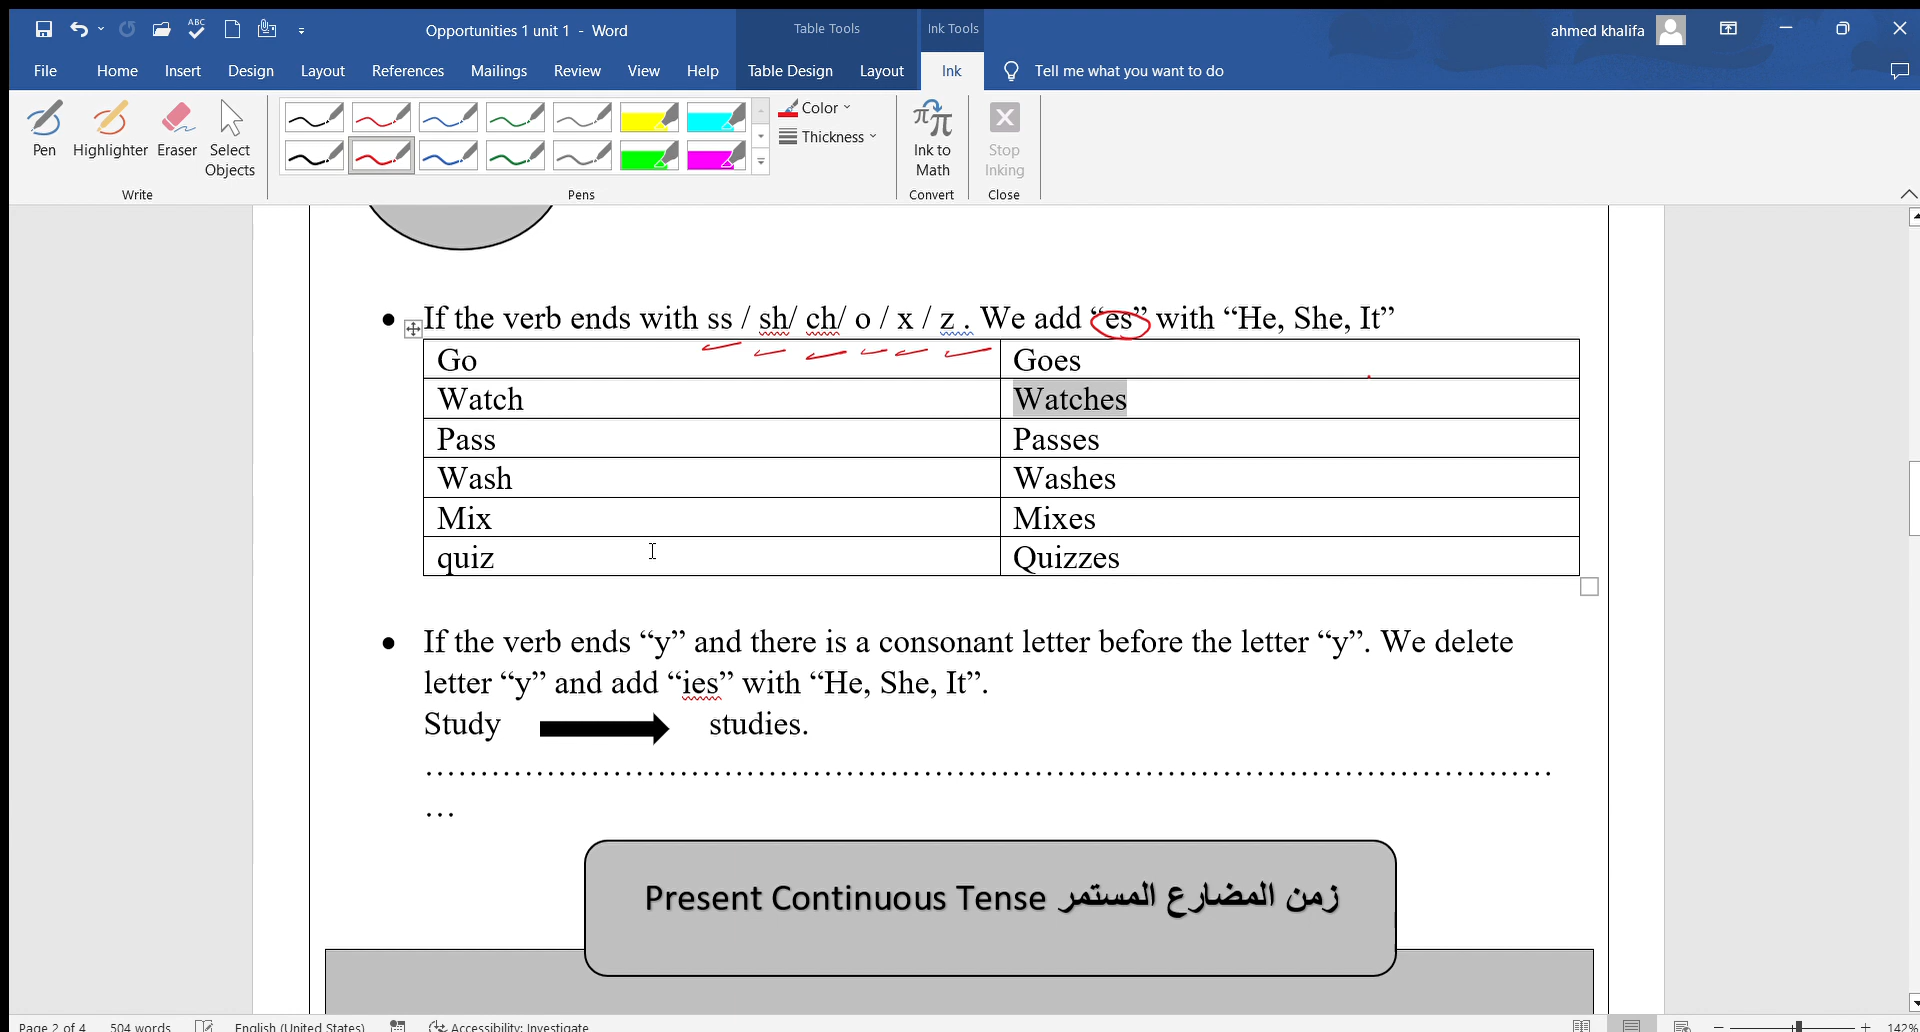 ABC
Opportunities 1 unit 1 - Word
Table Tools
Ink Tools
ahmed khalifa
File Home Insert Design Layout References Mailings Review View Help Table Design Layout Ink Tell me what you want to do
Pen Highlighter Eraser Select Objects
Color
Thickness
Ink to Math
Stop Inking
Write Pens Convert Close
• If the verb ends with ss / sh/ ch/ o / x / z . We add “es” with “He, She, It”
Go Goes
Watch Watches
Pass Passes
Wash Washes
Mix Mixes
quiz Quizzes
• If the verb ends “y” and there is a consonant letter before the letter “y”. We delete
letter “y” and add “ies” with “He, She, It”.
Study studies.
……………………………………………………………………………………
…
Present Continuous Tense زمن المضارع المستمر
Page 2 of 4 504 words English (United States) Accessibility: Investigate 142%